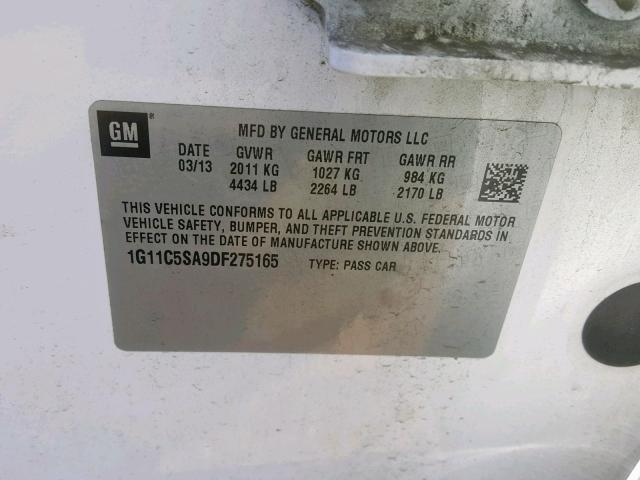 GM ®
MFD BY GENERAL MOTORS LLC
DATE GVWR GAWR FRT GAWR RR
03/13 2011 KG 1027 KG 984 KG
4434 LB 2264 LB 2170 LB
THIS VEHICLE CONFORMS TO ALL APPLICABLE U.S. FEDERAL MOTOR
VEHICLE SAFETY, BUMPER, AND THEFT PREVENTION STANDARDS IN
EFFECT ON THE DATE OF MANUFACTURE SHOWN ABOVE.
1G11C5SA9DF275165 TYPE: PASS CAR